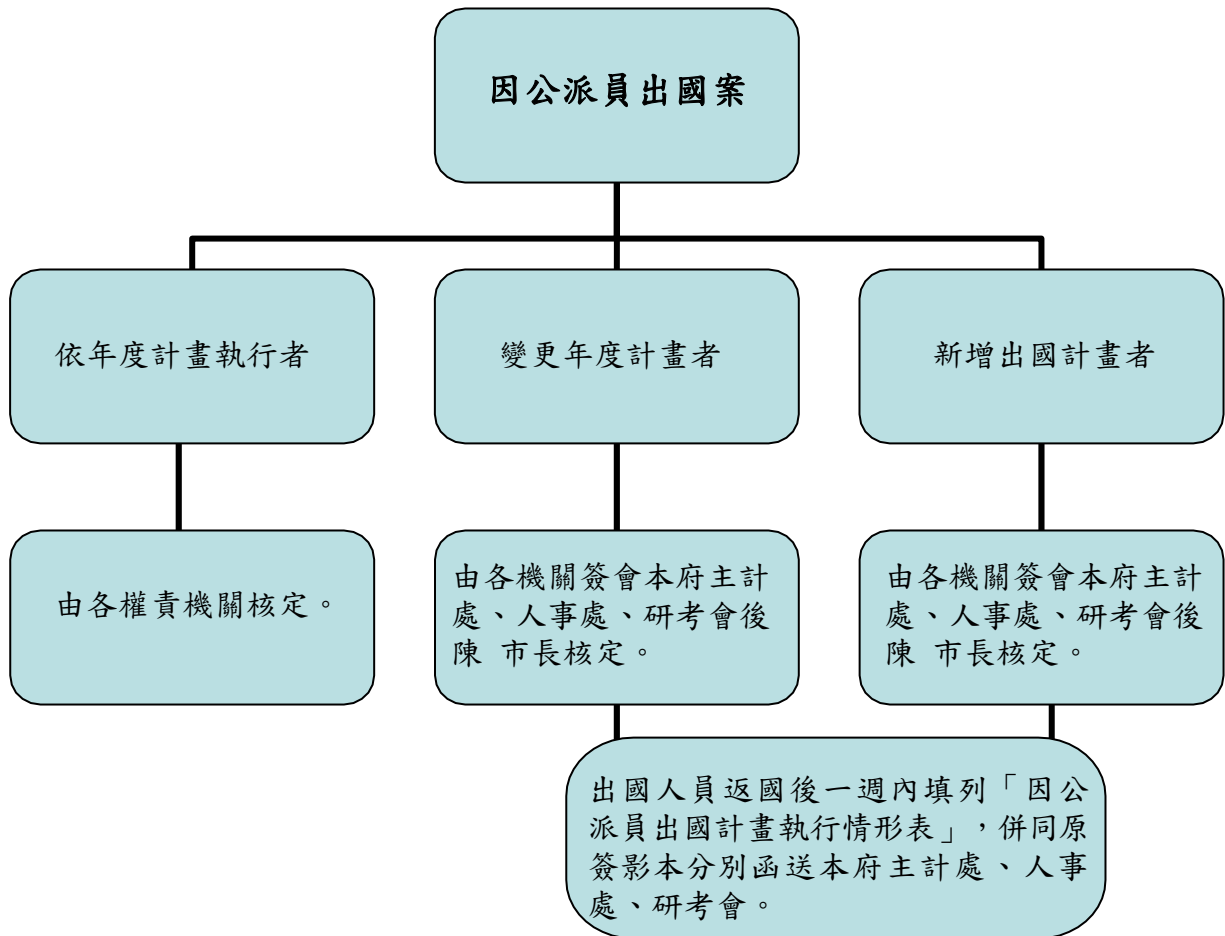 因公派員出國案
依年度計畫執行者
變更年度計畫者
新增出國計畫者
由各權責機關核定。
由各機關簽會本府主計
處、人事處、研考會後
陳 市長核定。
由各機關簽會本府主計
處、人事處、研考會後
陳 市長核定。
出國人員返國後一週內填列「因公
派員出國計畫執行情形表」，併同原
簽影本分別函送本府主計處、人事
處、研考會。